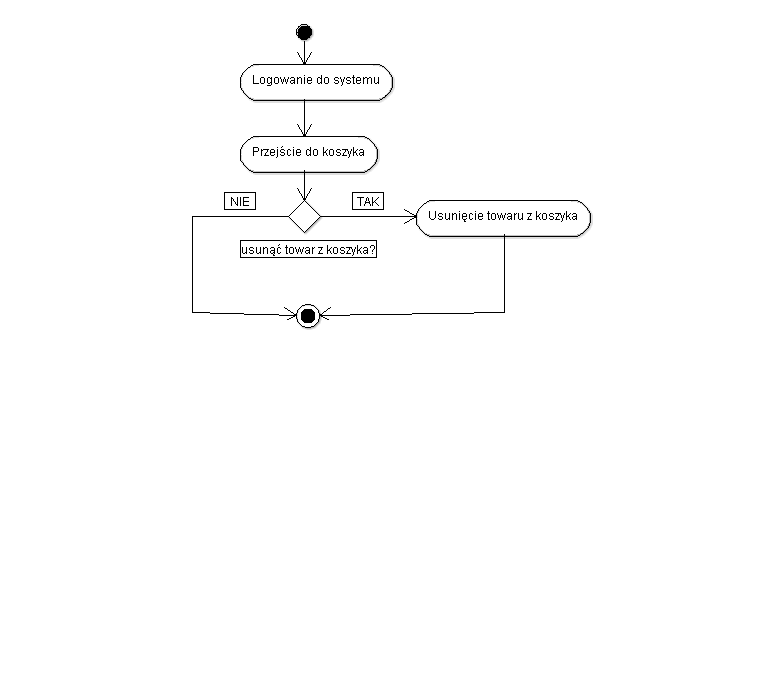 Logowanie do systemu
Przejście do koszyka
NIE
TAK
Usunięcie towaru z koszyka
usunąć towar z koszyka?